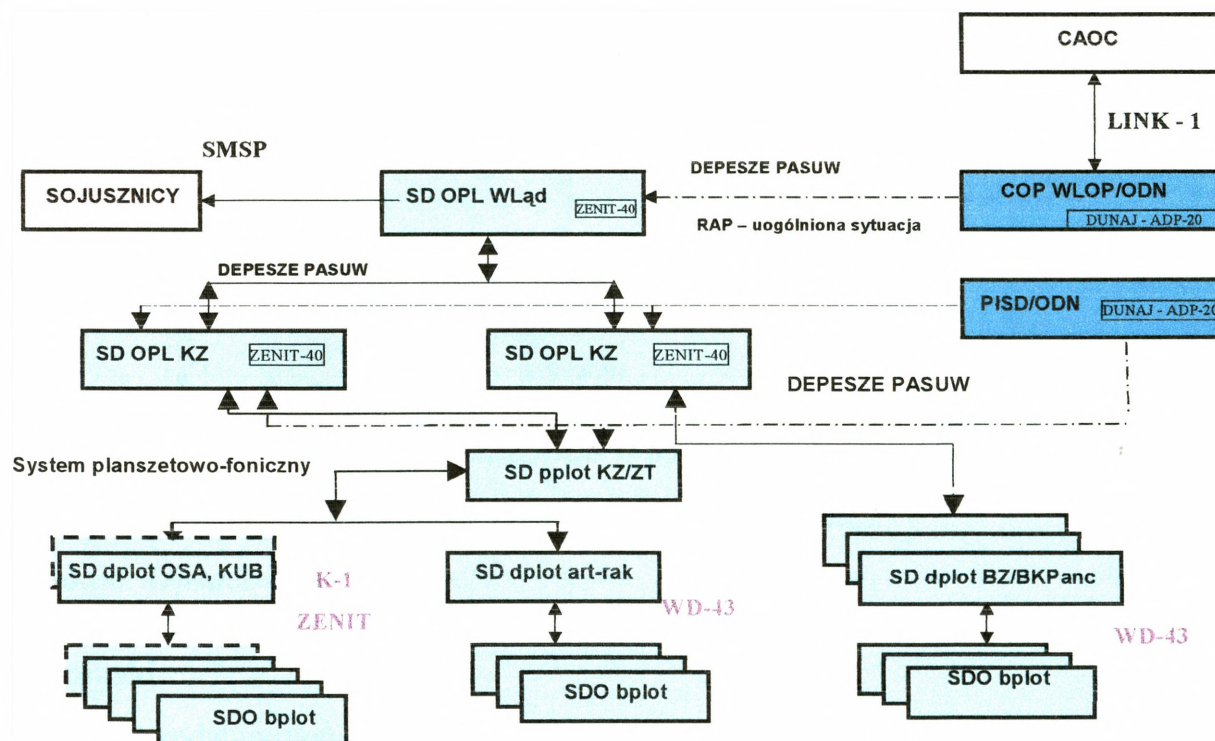 CAOC
LINK - 1
SMSP
DEPESZE PASUW
SOJUSZNICY
SD OPL WLąd
ZENIT-40
COP WLOP/ODN
DUNAJ - ADP-20
RAP – uogólniona sytuacja
DEPESZE PASUW
PISD/ODN
DUNAJ - ADP-20
SD OPL KZ
ZENIT-40
SD OPL KZ
ZENIT-40
DEPESZE PASUW
System planszetowo-foniczny
SD pplot KZ/ZT
SD dplot OSA, KUB
K-1
ZENIT
SD dplot art-rak
WD-43
SD dplot BZ/BKPanc
WD-43
SDO bplot
SDO bplot
SDO bplot